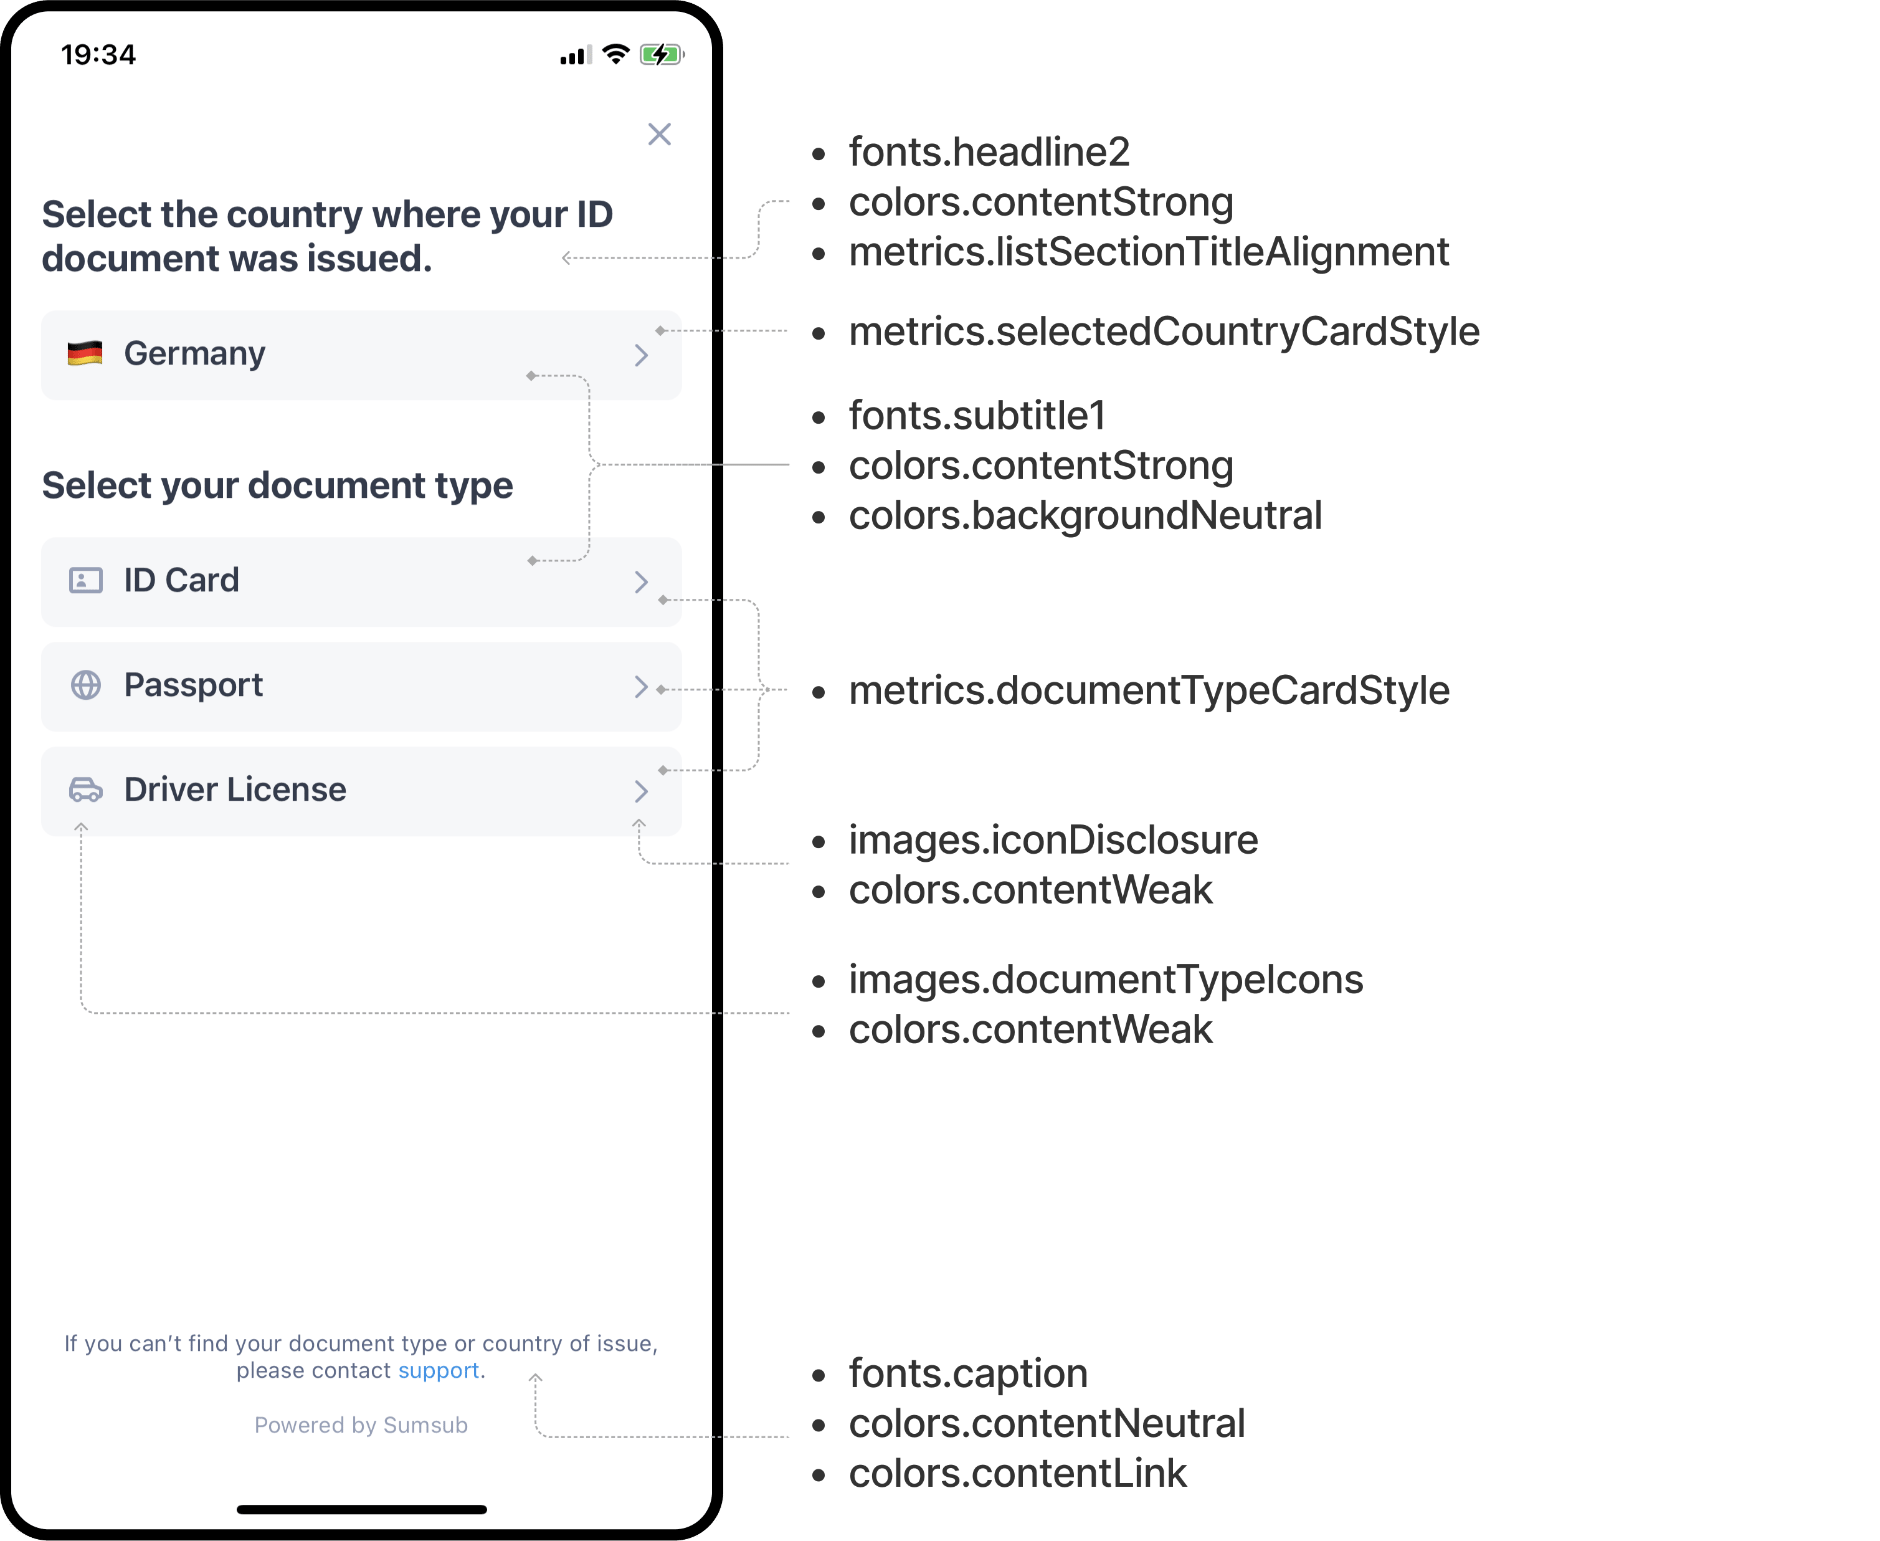 19:34
Select the country where your ID
document was issued.
Germany
Select your document type
ID Card
Passport
Driver License
If you can't find your document type or country of issue,
please contact support.
Powered by Sumsub
• fonts.headline2
• colors.contentStrong
• metrics.listSectionTitleAlignment
• metrics.selectedCountryCardStyle
• fonts.subtitle1
• colors.contentStrong
• colors.backgroundNeutral
• metrics.documentTypeCardStyle
• images.iconDisclosure
• colors.contentWeak
• images.documentTypeIcons
• colors.contentWeak
• fonts.caption
• colors.contentNeutral
• colors.contentLink